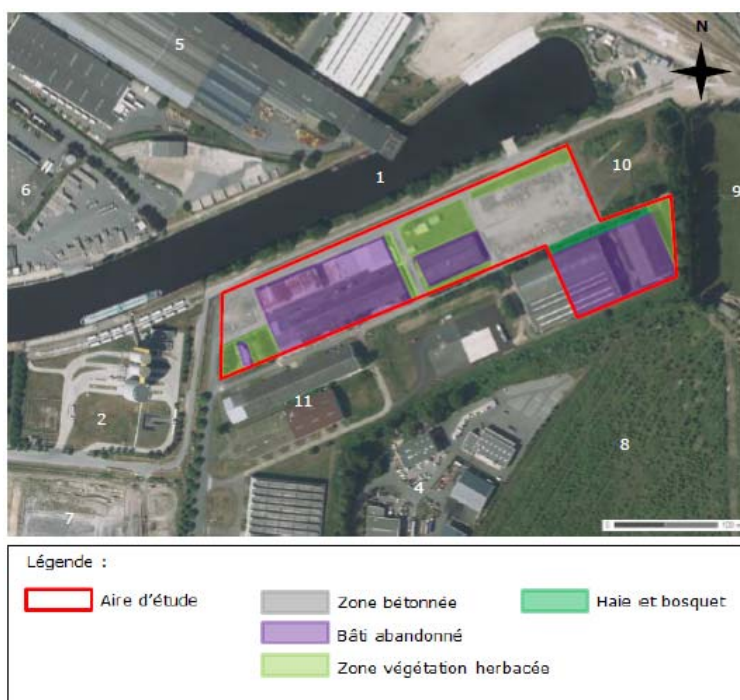 N
5
10
1
6
9
2
11
8
4
7
Légende :
Aire d'étude
Zone bétonnée
Haie et bosquet
Bâti abandonné
Zone végétation herbacée